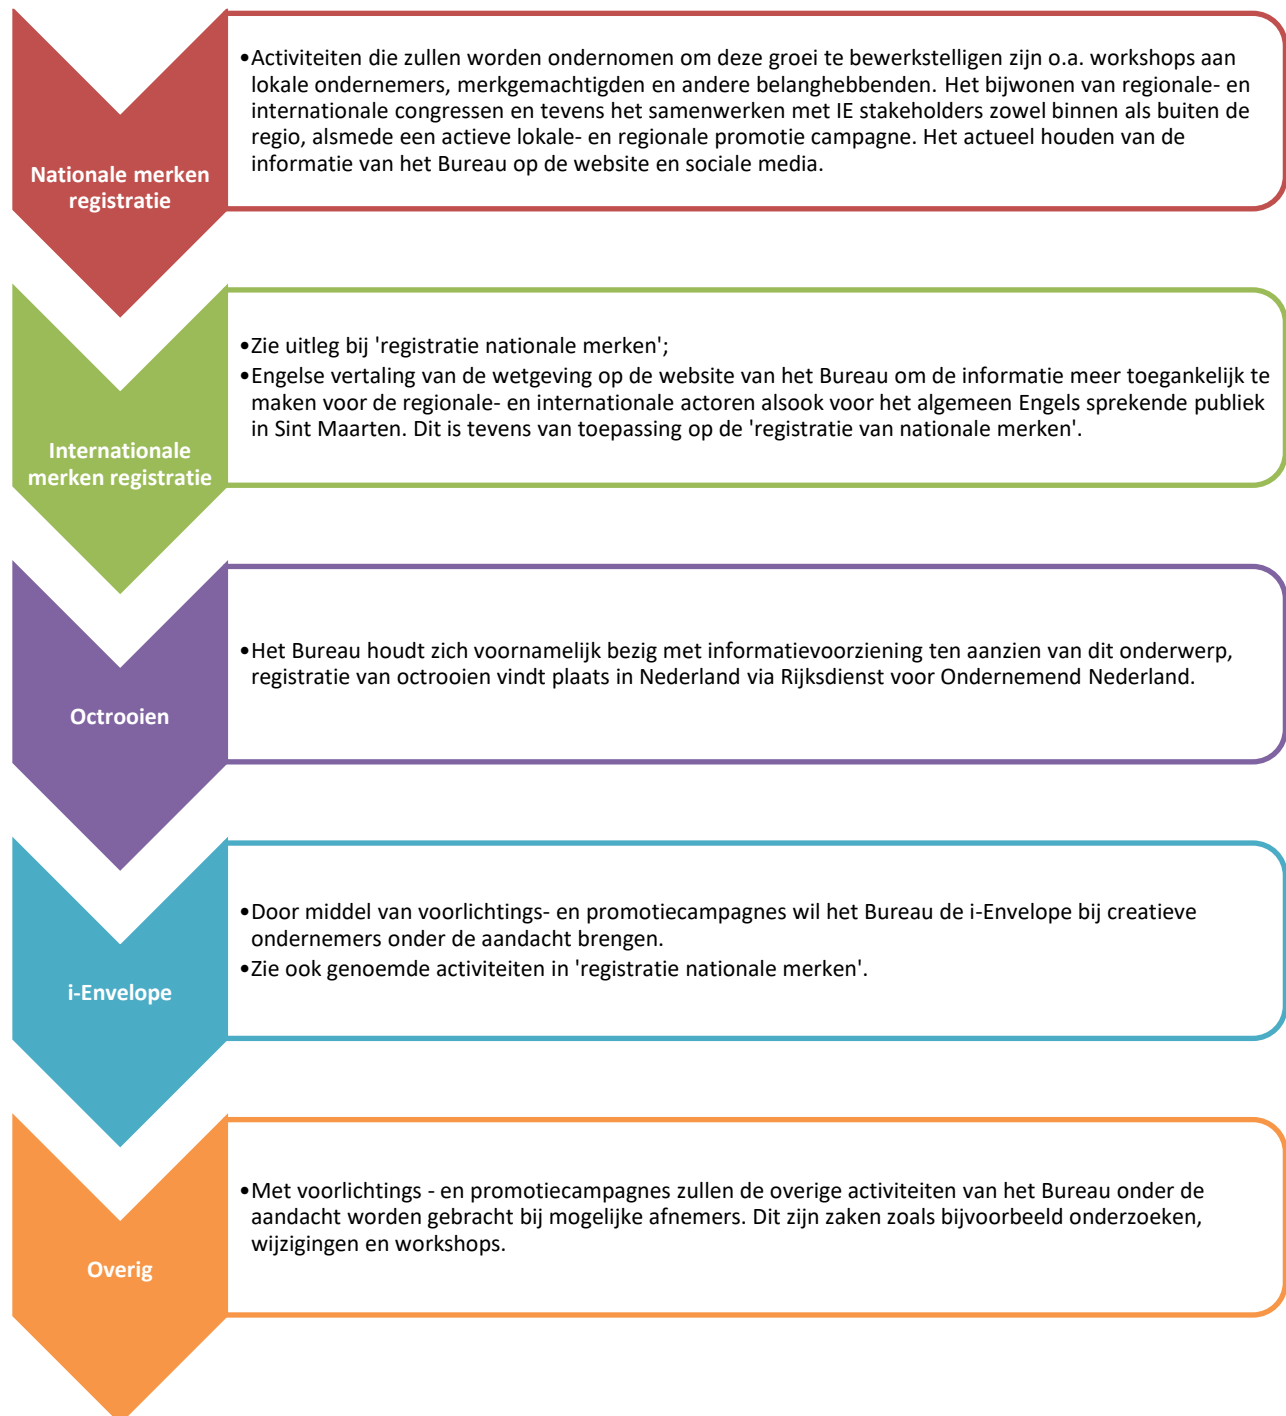 Nationale merken
registratie
•Activiteiten die zullen worden ondernomen om deze groei te bewerkstelligen zijn o.a. workshops aan
lokale ondernemers, merkgemachtigden en andere belanghebbenden. Het bijwonen van regionale- en
internationale congressen en tevens het samenwerken met IE stakeholders zowel binnen als buiten de
regio, alsmede een actieve lokale- en regionale promotie campagne. Het actueel houden van de
informatie van het Bureau op de website en sociale media.
Internationale
merken registratie
•Zie uitleg bij 'registratie nationale merken';
•Engelse vertaling van de wetgeving op de website van het Bureau om de informatie meer toegankelijk te
maken voor de regionale- en internationale actoren alsook voor het algemeen Engels sprekende publiek
in Sint Maarten. Dit is tevens van toepassing op de 'registratie van nationale merken'.
Octrooien
•Het Bureau houdt zich voornamelijk bezig met informatievoorziening ten aanzien van dit onderwerp,
registratie van octrooien vindt plaats in Nederland via Rijksdienst voor Ondernemend Nederland.
i-Envelope
•Door middel van voorlichtings- en promotiecampagnes wil het Bureau de i-Envelope bij creatieve
ondernemers onder de aandacht brengen.
•Zie ook genoemde activiteiten in 'registratie nationale merken'.
Overig
•Met voorlichtings - en promotiecampagnes zullen de overige activiteiten van het Bureau onder de
aandacht worden gebracht bij mogelijke afnemers. Dit zijn zaken zoals bijvoorbeeld onderzoeken,
wijzigingen en workshops.